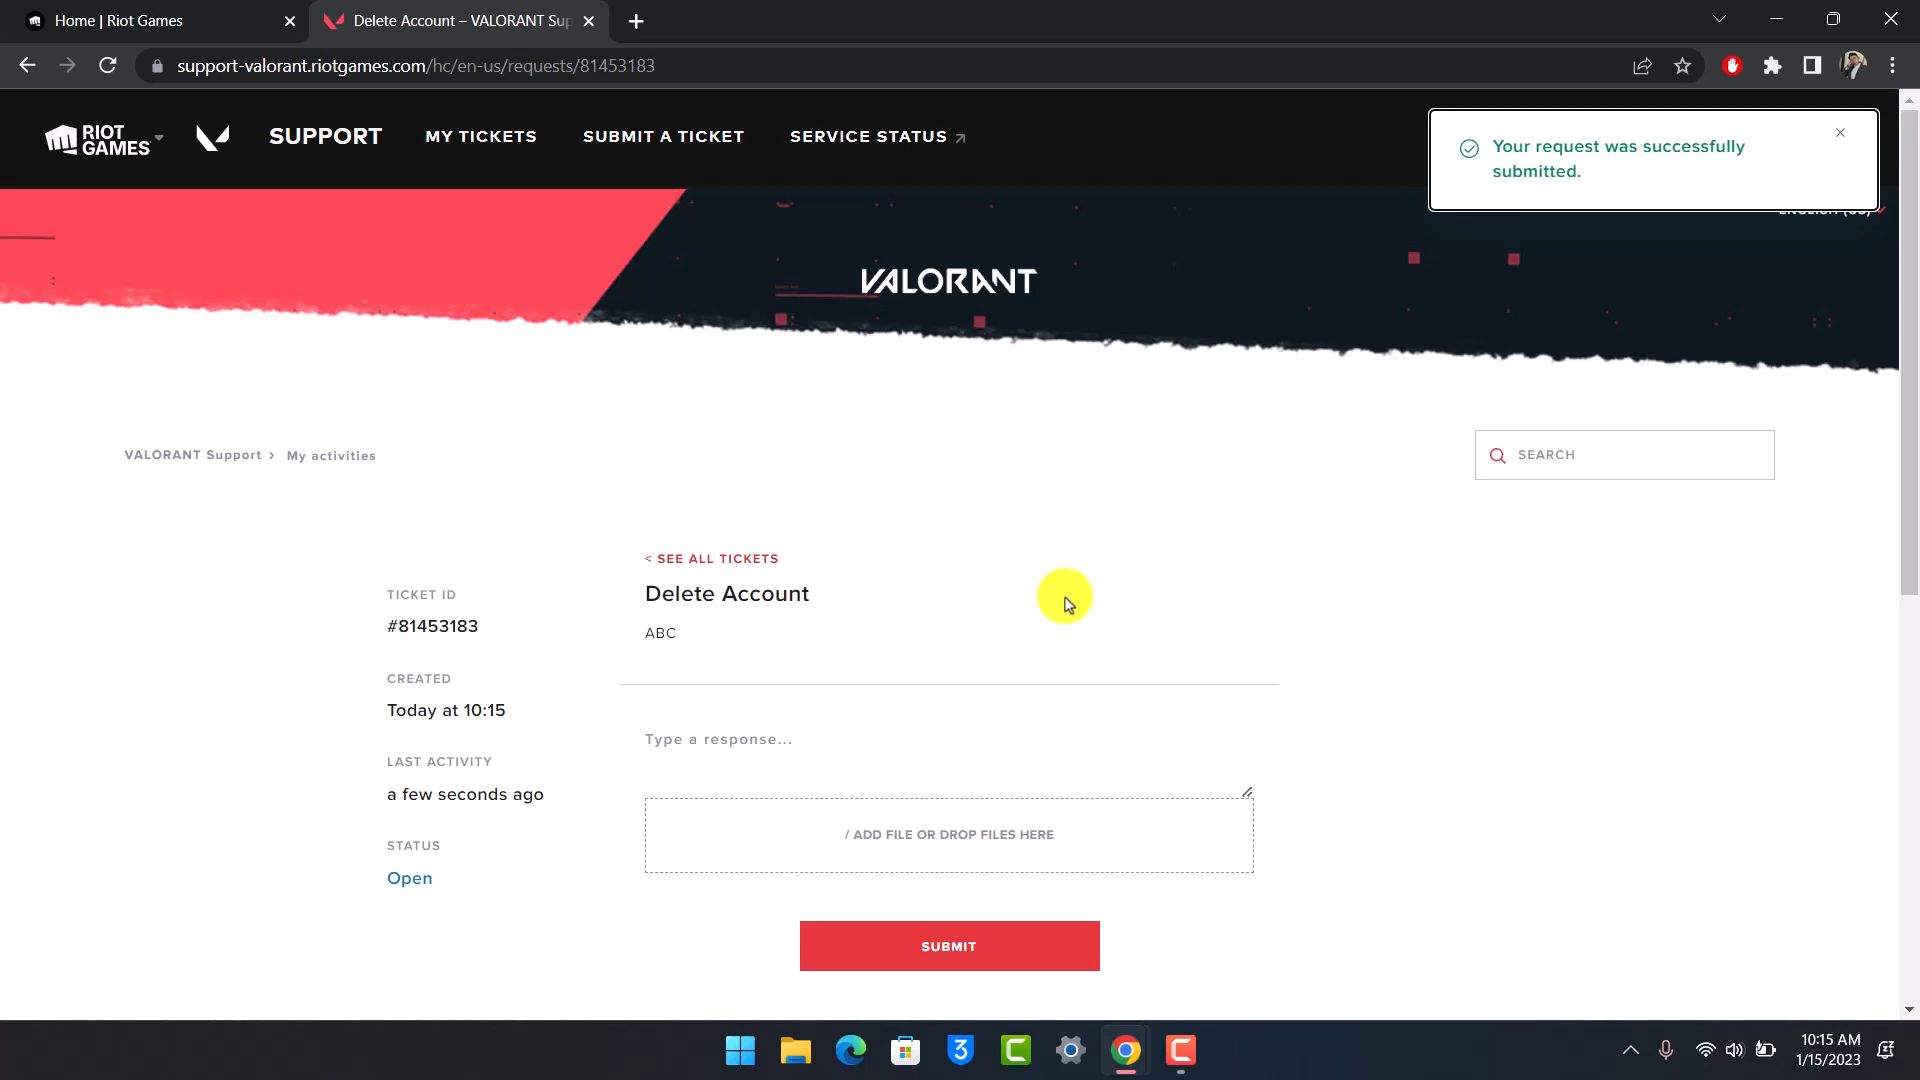 Home | Riot Games
Delete Account – VALORANT Sup
support-valorant.riotgames.com/hc/en-us/requests/81453183
RIOT GAMES
SUPPORT
MY TICKETS
SUBMIT A TICKET
SERVICE STATUS
Your request was successfully
submitted.
VALORANT
VALORANT Support > My activities
SEARCH
< SEE ALL TICKETS
Delete Account
ABC
TICKET ID
#81453183
CREATED
Today at 10:15
LAST ACTIVITY
a few seconds ago
STATUS
Open
Type a response...
/ ADD FILE OR DROP FILES HERE
SUBMIT
3
10:15 AM
1/15/2023